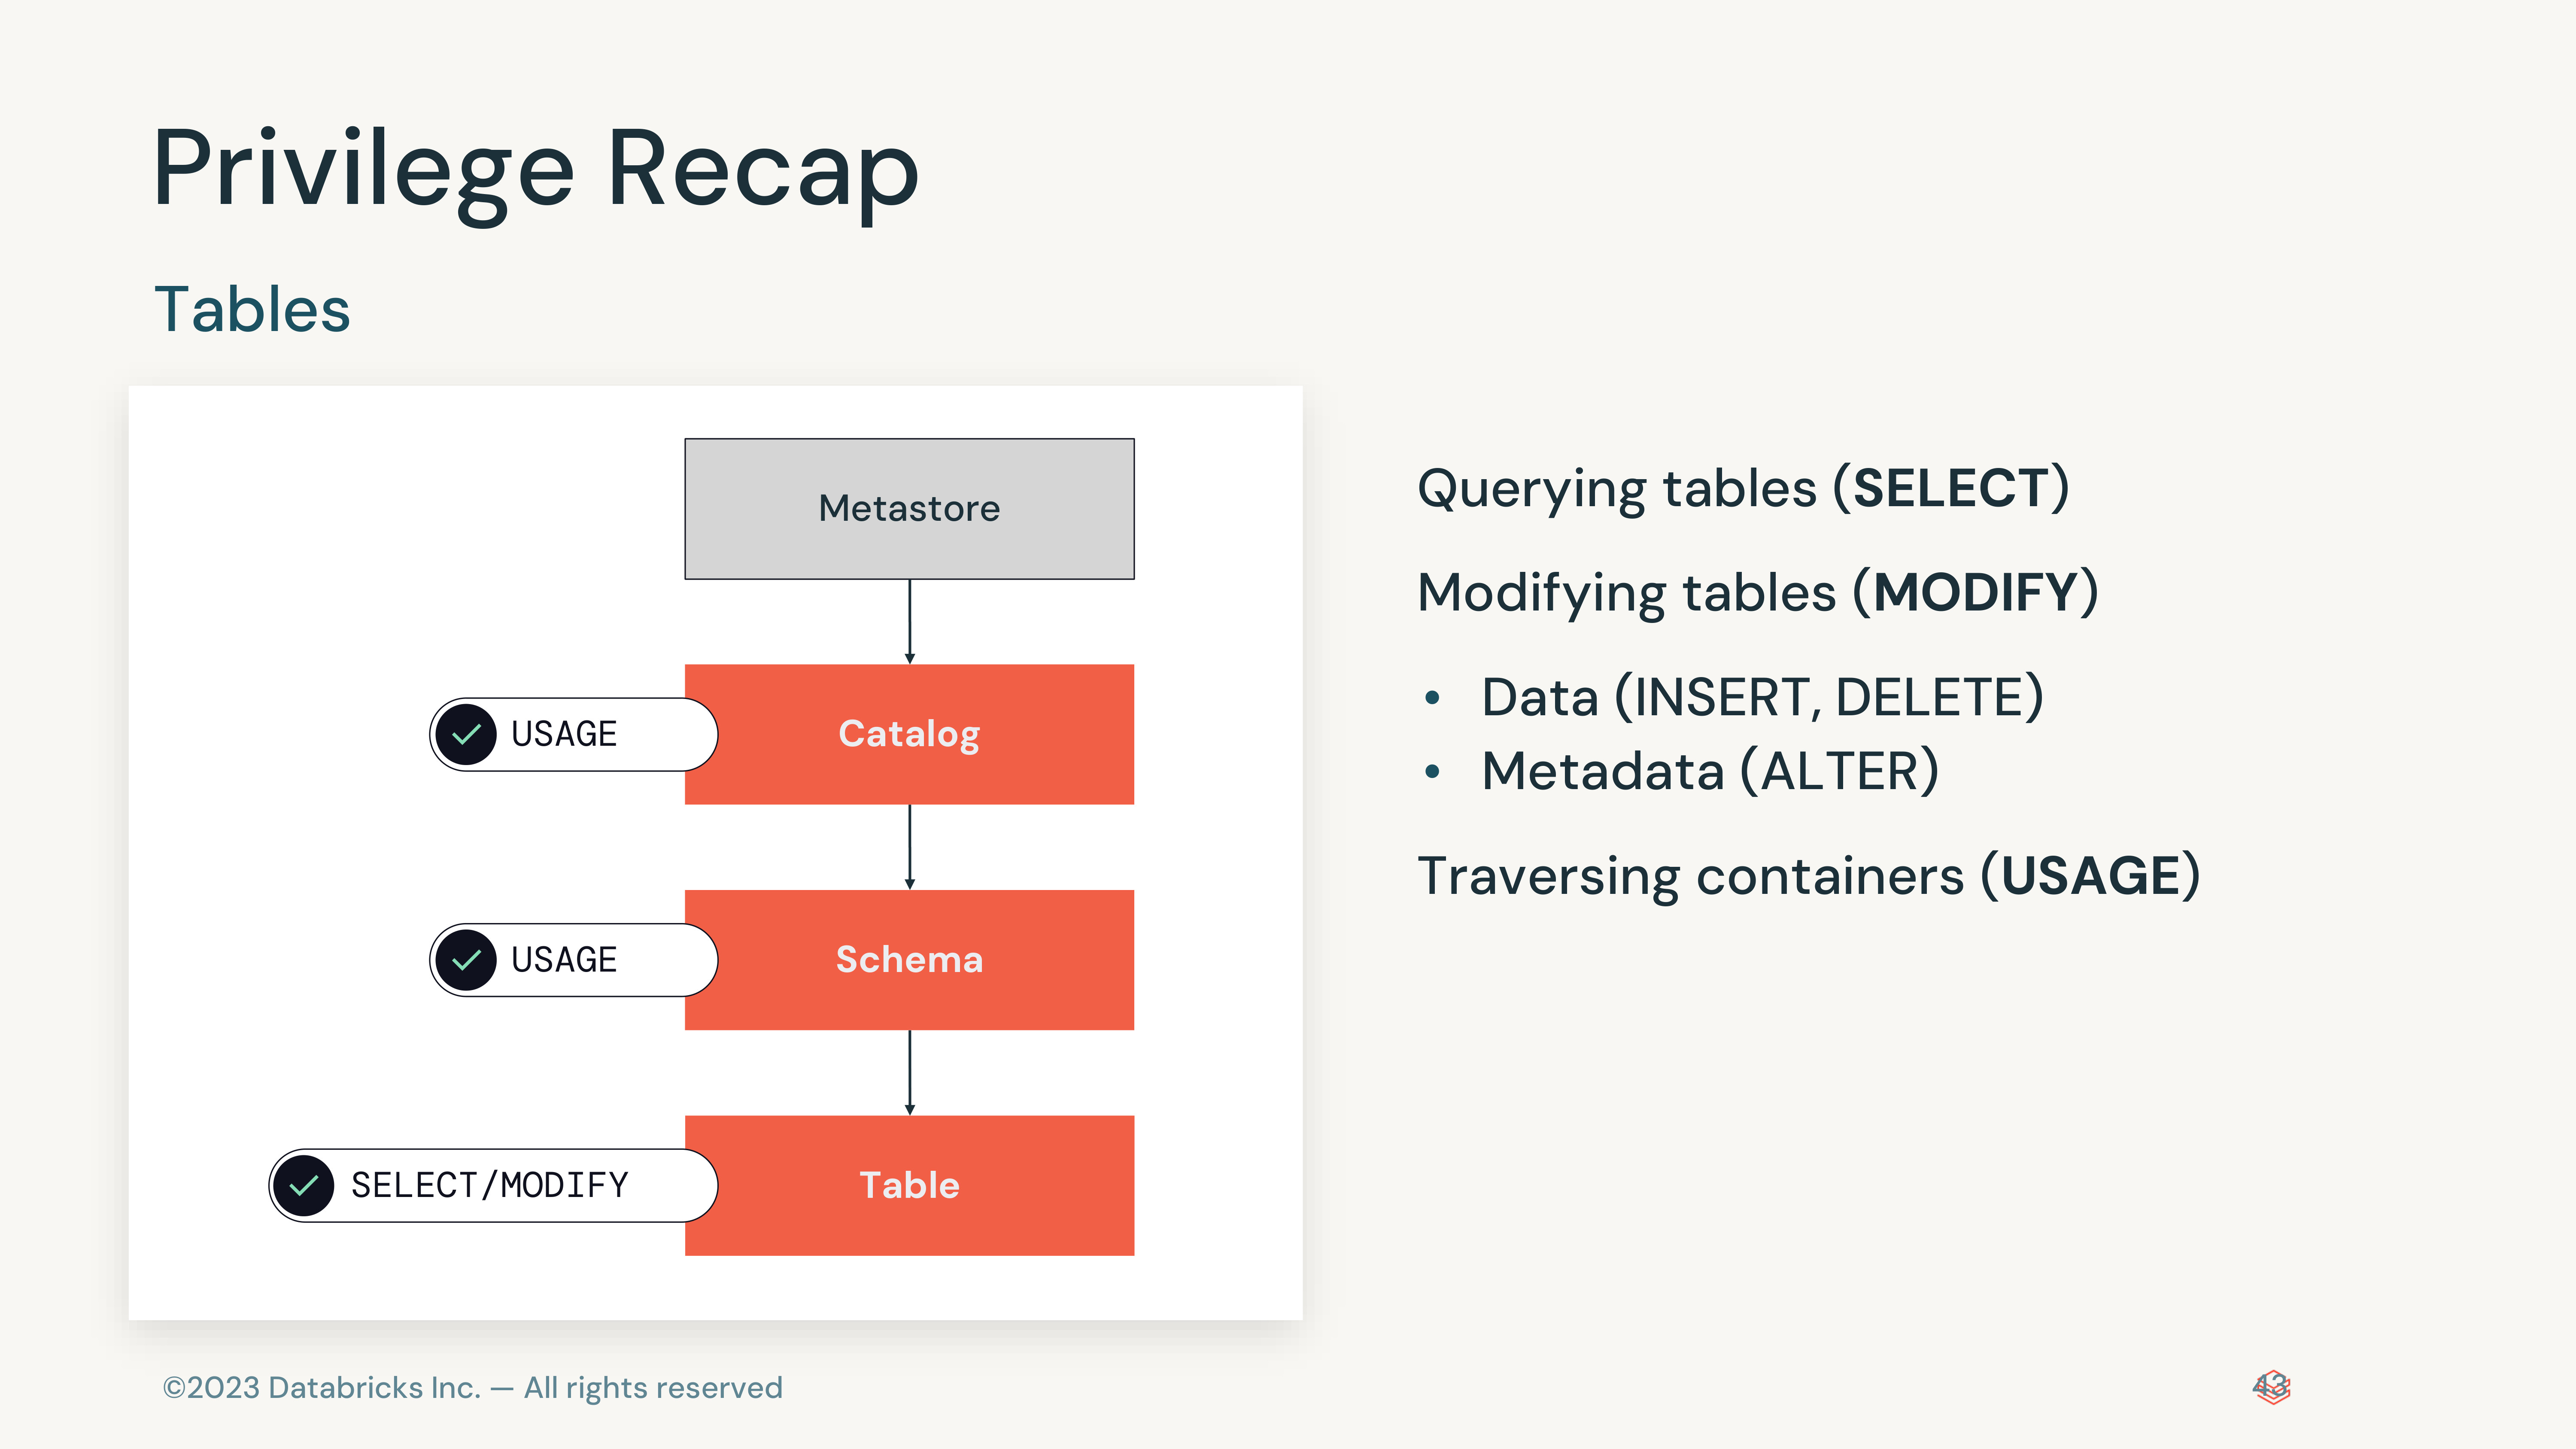 Privilege Recap
Tables
Metastore
USAGE
Catalog
USAGE
Schema
SELECT/MODIFY
Table
Querying tables (SELECT)
Modifying tables (MODIFY)
• Data (INSERT, DELETE)
• Metadata (ALTER)
Traversing containers (USAGE)
©2023 Databricks Inc. — All rights reserved
43